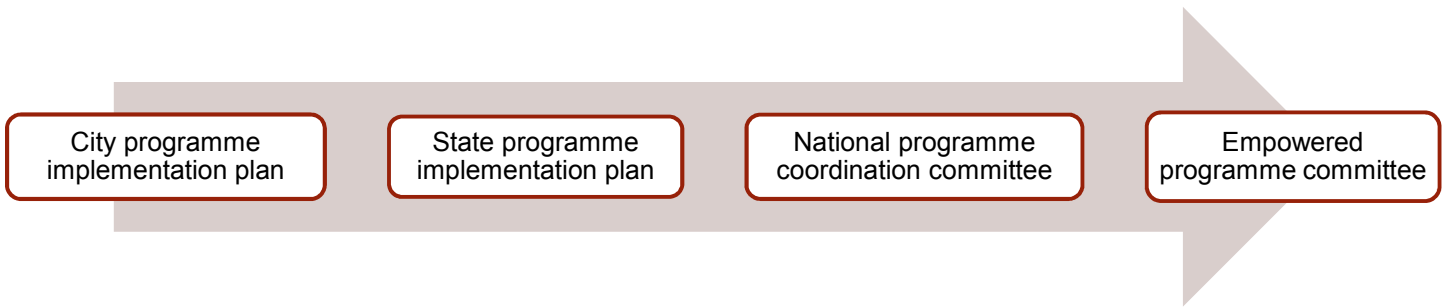 City programme
implementation plan
State programme
implementation plan
National programme
coordination committee
Empowered
programme committee